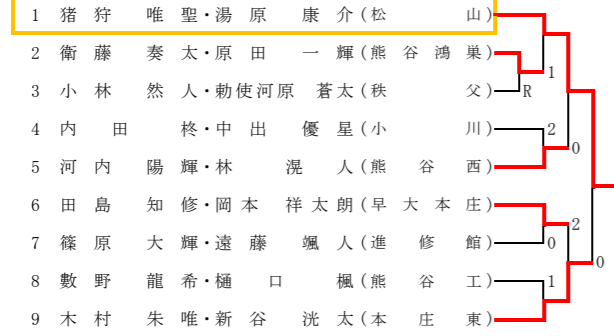 1 猪狩 唯聖・湯原 康介(松山)
2 衛藤 奏太・原田 一輝(熊谷鴻巣)
3 小林 然人・勅使河原 蒼太(秩父)
4 内田 柊・中出 優星(小川)
5 河内 陽輝・林 滉人(熊谷西)
6 田島 知修・岡本 祥太朗(早大本庄)
7 篠原 大輝・遠藤 颯人(進修館)
8 數野 龍希・樋口 楓(熊谷工)
9 木村 朱唯・新谷 洸太(本庄東)
1
R
2
0
2
0
0
1